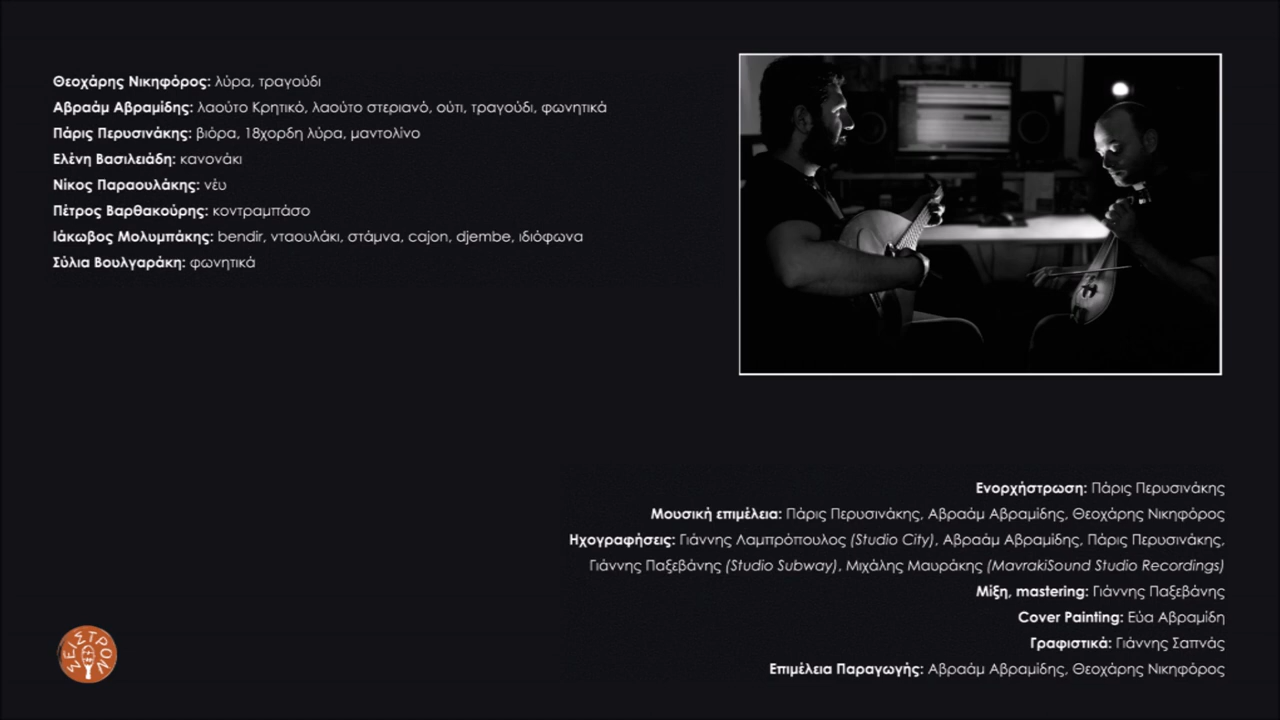 Θεοχάρης Νικηφόρος: λύρα, τραγούδι
Αβραάμ Αβραμίδης: λαούτο Κρητικό, λαούτο στεριανό, ούτι, τραγούδι, φωνητικά
Πάρις Περυσινάκης: βιόρα, 18χορδη λύρα, μαντολίνο
Ελένη Βασιλειάδη: κανονάκι
Νίκος Παραουλάκης: νέυ
Πέτρος Βαρθακούρης: κοντραμπάσο
Ιάκωβος Μολυμπάκης: bendir, νταουλάκι, στάμνα, cajon, djembe, ιδιόφωνα
Σύλια Βουλγαράκη: φωνητικά
Ενορχήστρωση: Πάρις Περυσινάκης
Μουσική επιμέλεια: Πάρις Περυσινάκης, Αβραάμ Αβραμίδης, Θεοχάρης Νικηφόρος
Ηχογραφήσεις: Γιάννης Λαμπρόπουλος (Studio City), Αβραάμ Αβραμίδης, Πάρις Περυσινάκης,
Γιάννης Παξεβάνης (Studio Subway), Μιχάλης Μαυράκης (MavrakiSound Studio Recordings)
Μίξη, mastering: Γιάννης Παξεβάνης
Cover Painting: Εύα Αβραμίδη
Γραφιστικά: Γιάννης Σαπνάς
Επιμέλεια Παραγωγής: Αβραάμ Αβραμίδης, Θεοχάρης Νικηφόρος
ΣΕΙΣΤΡΟΝ